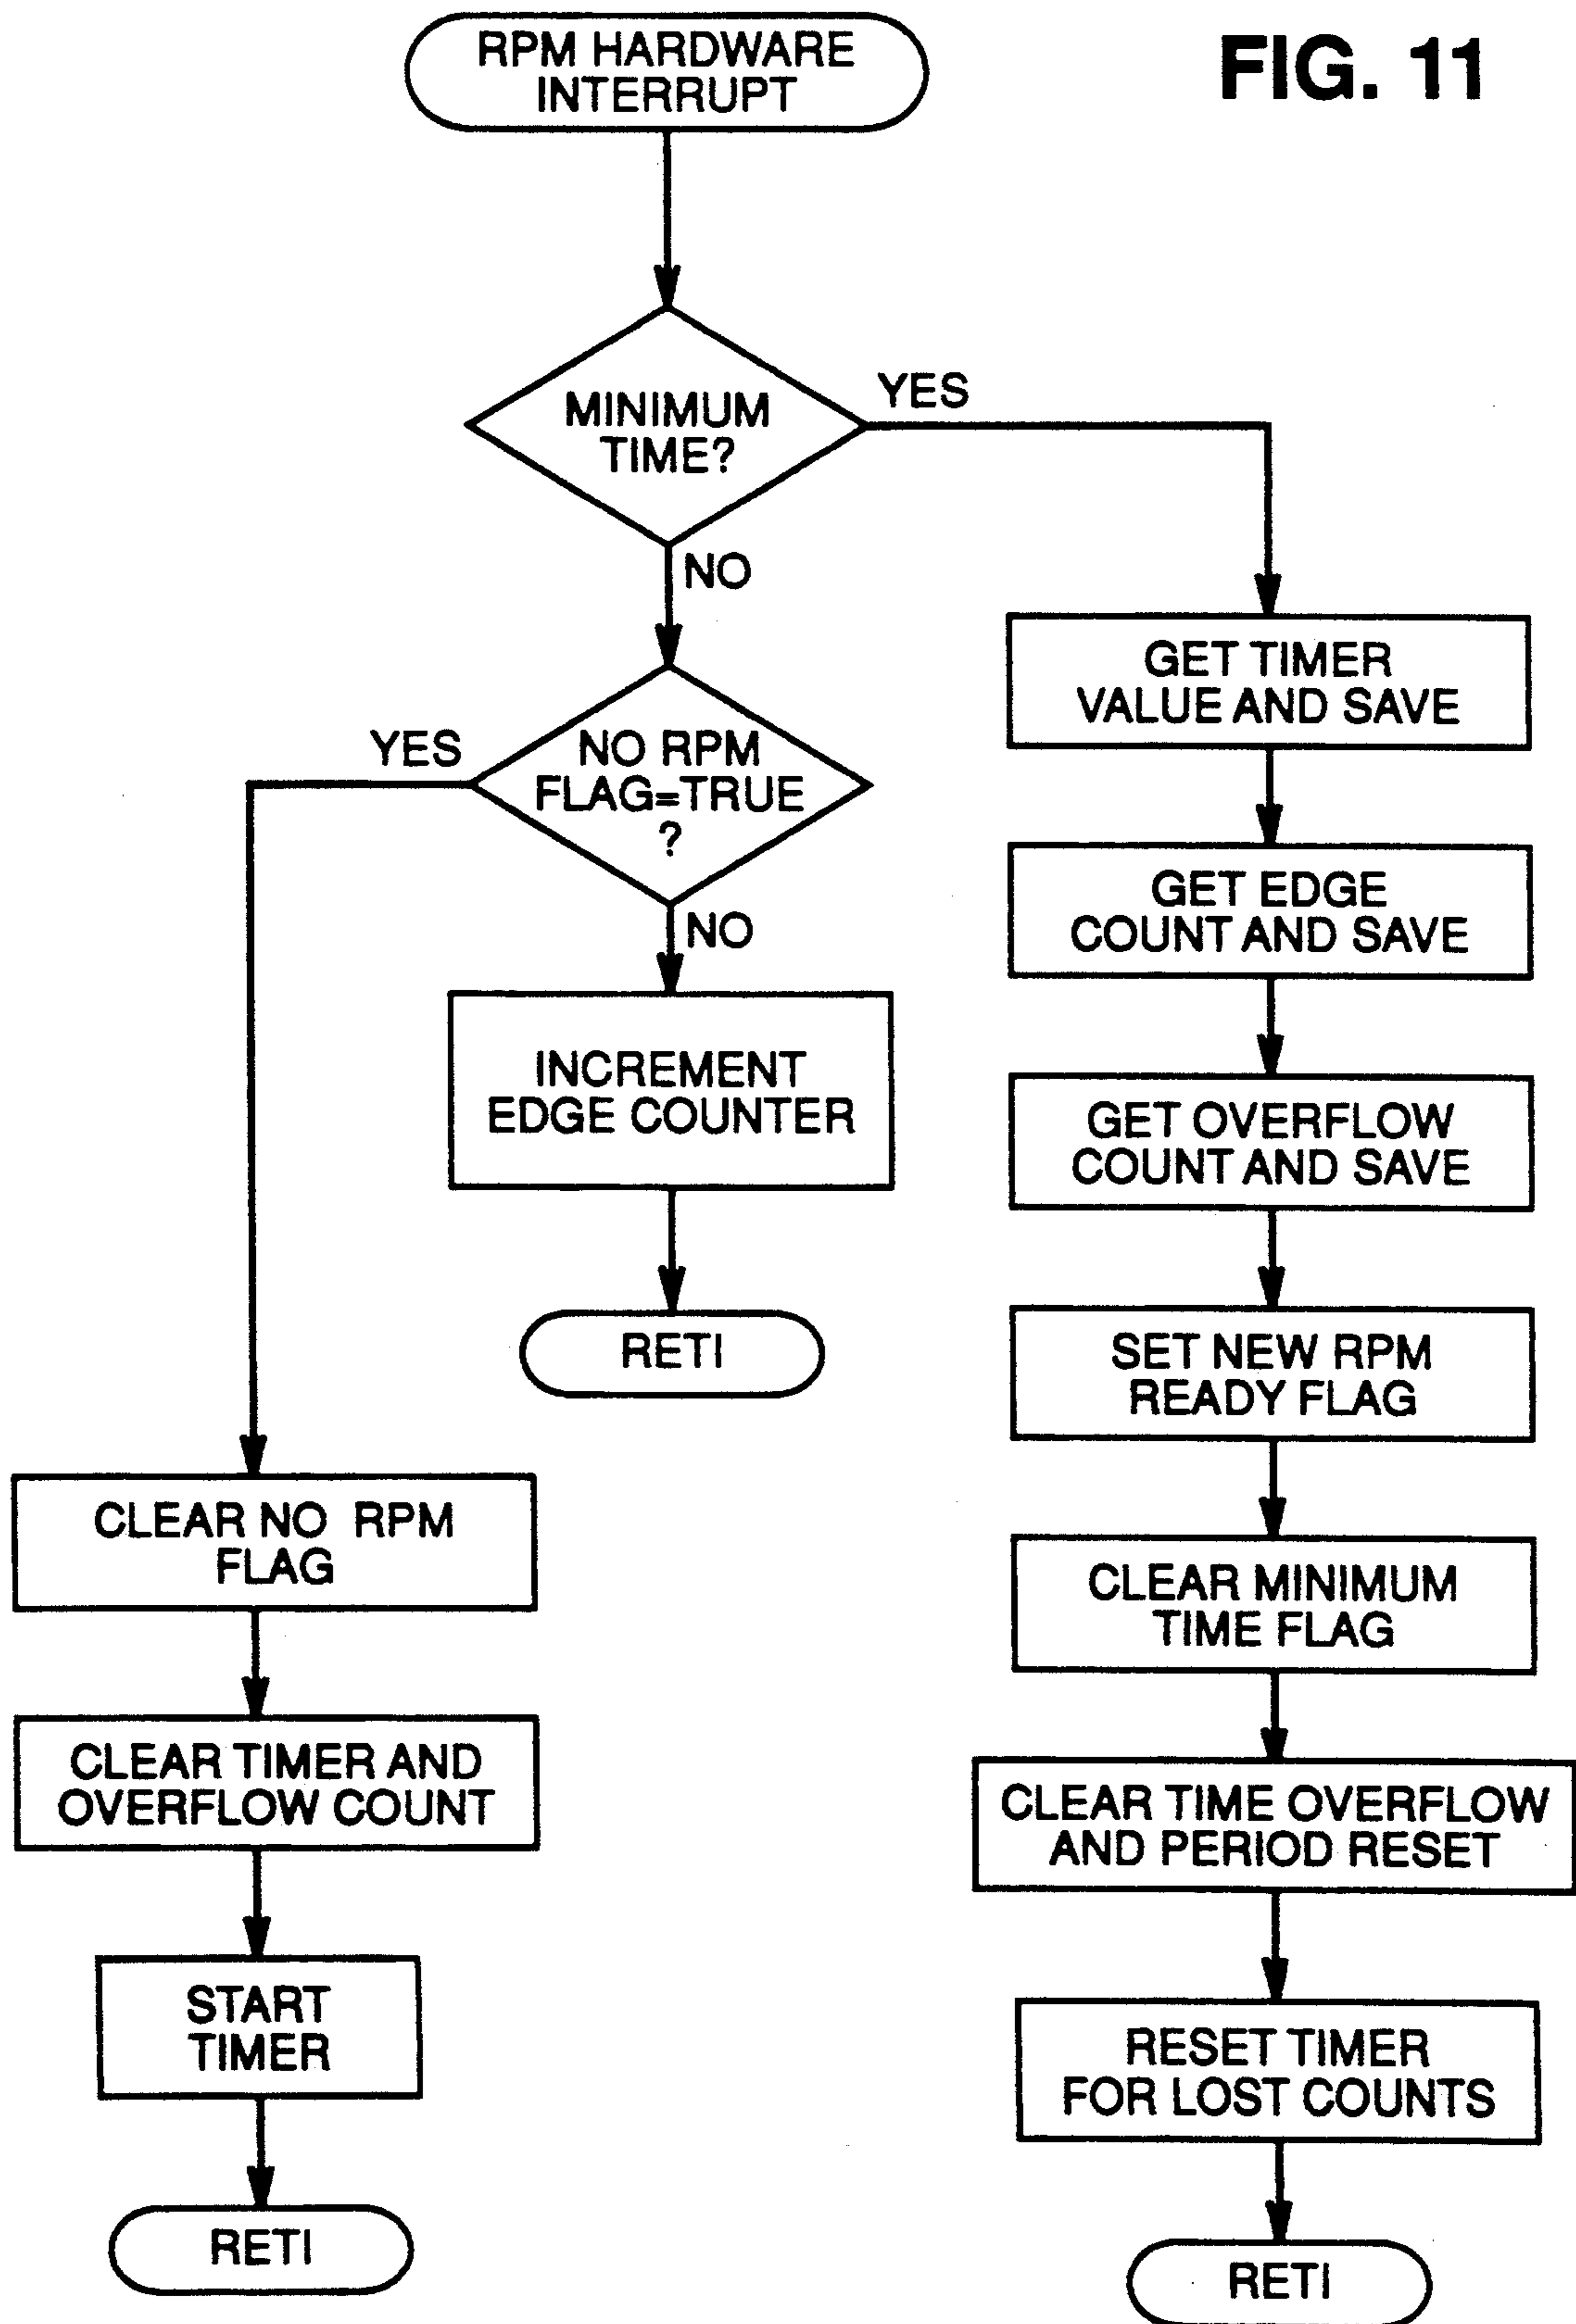 FIG. 11
RPM HARDWARE
INTERRUPT
MINIMUM
TIME?
YES
NO
NO RPM
FLAG=TRUE
?
YES
NO
INCREMENT
EDGE COUNTER
RETI
CLEAR NO RPM
FLAG
CLEAR TIMER AND
OVERFLOW COUNT
START
TIMER
RETI
GET TIMER
VALUE AND SAVE
GET EDGE
COUNT AND SAVE
GET OVERFLOW
COUNT AND SAVE
SET NEW RPM
READY FLAG
CLEAR MINIMUM
TIME FLAG
CLEAR TIME OVERFLOW
AND PERIOD RESET
RESET TIMER
FOR LOST COUNTS
RETI